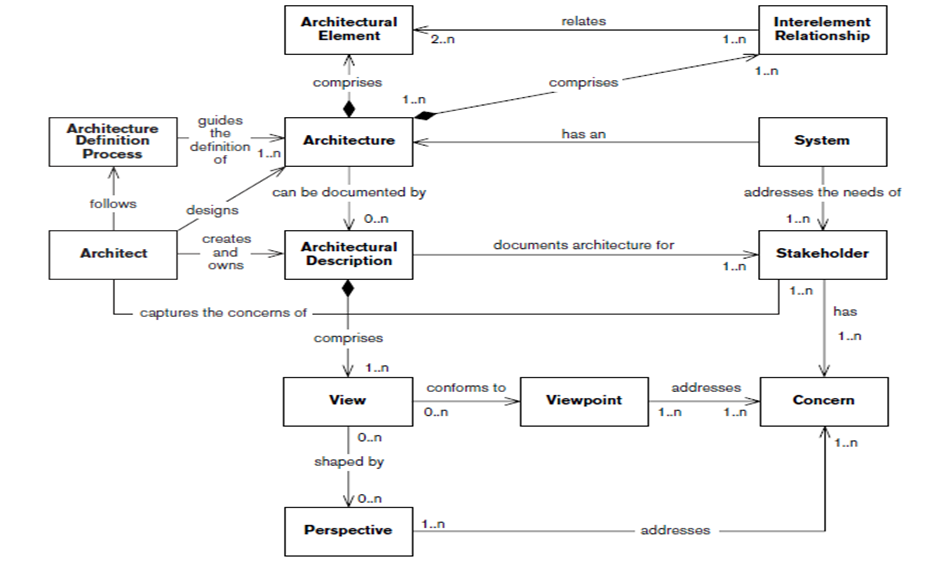 Architectural
Element
relates
2..n
1..n
Interelement
Relationship
1..n
comprises
comprises
1..n
Architecture
Definition
Process
guides
the
definition
of
1..n
Architecture
has an
System
follows
designs
can be documented by
0..n
addresses the needs of
1..n
Architect
creates
and
owns
Architectural
Description
documents architecture for
1..n
Stakeholder
1..n
captures the concerns of
has
1..n
comprises
1..n
View
conforms to
0..n
Viewpoint
addresses
1..n
1..n
Concern
0..n
shaped by
0..n
1..n
Perspective
1..n
addresses